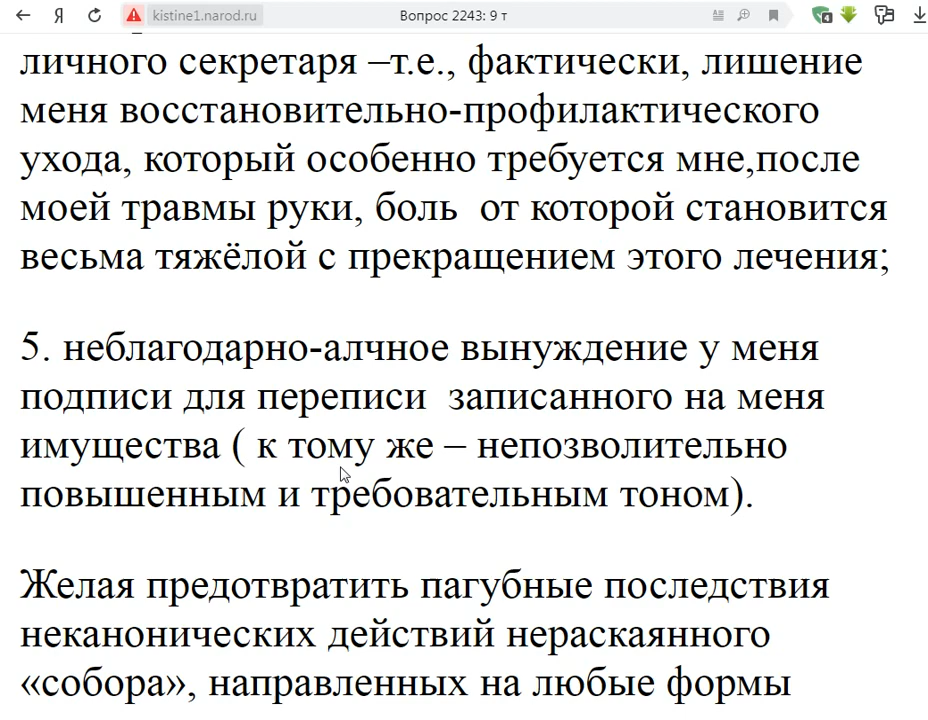 Я kistine1.narod.ru Вопрос 2243: 9 т 4
личного секретаря –т.е., фактически, лишение
меня восстановительно-профилактического
ухода, который особенно требуется мне,после
моей травмы руки, боль от которой становится
весьма тяжёлой с прекращением этого лечения;
5. неблагодарно-алчное вынуждение у меня
подписи для переписи записанного на меня
имущества ( к тому же – непозволительно
повышенным и требовательным тоном).
Желая предотвратить пагубные последствия
неканонических действий нераскаянного
«собора», направленных на любые формы